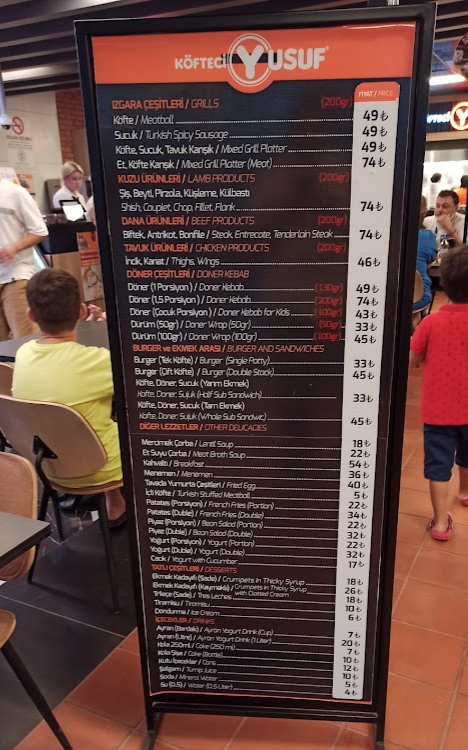 KÖFTECİ YUSUF
FİYAT / PRICE
IZGARA ÇEŞİTLERİ / GRILLS (200gr)
Köfte / Meatball 49 ₺
Sucuk / Turkish Spicy Sausage 49 ₺
Köfte, Sucuk, Tavuk Karışık / Mixed Grill Platter 49 ₺
Et, Köfte Karışık / Mixed Grill Platter (Meat) 74 ₺
KUZU ÜRÜNLERİ / LAMB PRODUCTS (200gr)
Şiş, Beyti, Pirzola, Küşleme, Külbastı
Shish, Couplet, Chop, Fillet, Flank 74 ₺
DANA ÜRÜNLERİ / BEEF PRODUCTS (200gr)
Biftek, Antrikot, Bonfile / Steak, Entrecote, Tenderlain Steak 74 ₺
TAVUK ÜRÜNLERİ / CHICKEN PRODUCTS (200gr)
İncik, Kanat / Thighs, Wings 46 ₺
DÖNER ÇEŞİTLERİ / DONER KEBAB
Döner (1 Porsiyon) / Doner Kebab (130gr) 49 ₺
Döner (1,5 Porsiyon) / Doner Kebab (200gr) 74 ₺
Döner (Çocuk Porsiyon) / Doner Kebab for Kids (100gr) 43 ₺
Dürüm (50gr) / Doner Wrap (50gr) (50gr) 33 ₺
Dürüm (100gr) / Doner Wrap (100gr) (100gr) 45 ₺
BURGER ve EKMEK ARASI / BURGER AND SANDWICHES
Burger (Tek Köfte) / Burger (Single Patty) 33 ₺
Burger (Çift Köfte) / Burger (Double Stack) 45 ₺
Köfte, Döner, Sucuk (Yarım Ekmek)
Köfte, Doner, Sujuk (Half Sub Sandwich) 33 ₺
Köfte, Döner, Sucuk (Tam Ekmek)
Kofte, Doner, Sujuk (Whole Sub Sandwic) 45 ₺
DİĞER LEZZETLER / OTHER DELICACIES
Mercimek Çorba / Lentil Soup 18 ₺
Et Suyu Çorba / Meat Broth Soup 22 ₺
Kahvaltı / Breakfast 54 ₺
Menemen / Menemen 36 ₺
Tavada Yumurta Çeşitleri / Fried Egg 40 ₺
İçli Köfte / Turkish Stuffed Meatball 5 ₺
Patates (Porsiyon) / French Fries (Portion) 22 ₺
Patates (Duble) / French Fries (Double) 34 ₺
Piyaz (Porsiyon) / Bean Salad (Portion) 22 ₺
Piyaz (Duble) / Bean Salad (Double) 32 ₺
Yoğurt (Porsiyon) / Yogurt (Portion) 22 ₺
Yoğurt (Duble) / Yogurt (Double) 32 ₺
Cacık / Yogurt with Cucumber 17 ₺
TATLI ÇEŞİTLERİ / DESSERTS
Ekmek Kadayıfı (Sade) / Crumpets in Thicky Syrup 18 ₺
Ekmek Kadayıfı (Kaymaklı) / Crumpets in Thicky Syrup with Clotted Cream 26 ₺
Trileçe (Sade) / Tres Leches 18 ₺
Tiramisu / Tiramisu 10 ₺
Dondurma / Ice Cream 6 ₺
İÇECEKLER / DRINKS
Ayran (Bardak) / Ayran Yogurt Drink (Cup) 7 ₺
Ayran (Litre) / Ayran Yogurt Drink (1 Liter) 20 ₺
Kola 250ml / Coke (250 ml) 7 ₺
Kola Şişe / Coke (Bottle) 10 ₺
Kutu İçecekler / Cans 12 ₺
Şalgam / Turnip Juice 10 ₺
Soda / Mineral Water 5 ₺
Su (0.5) / Water (0.5 Liter) 4 ₺